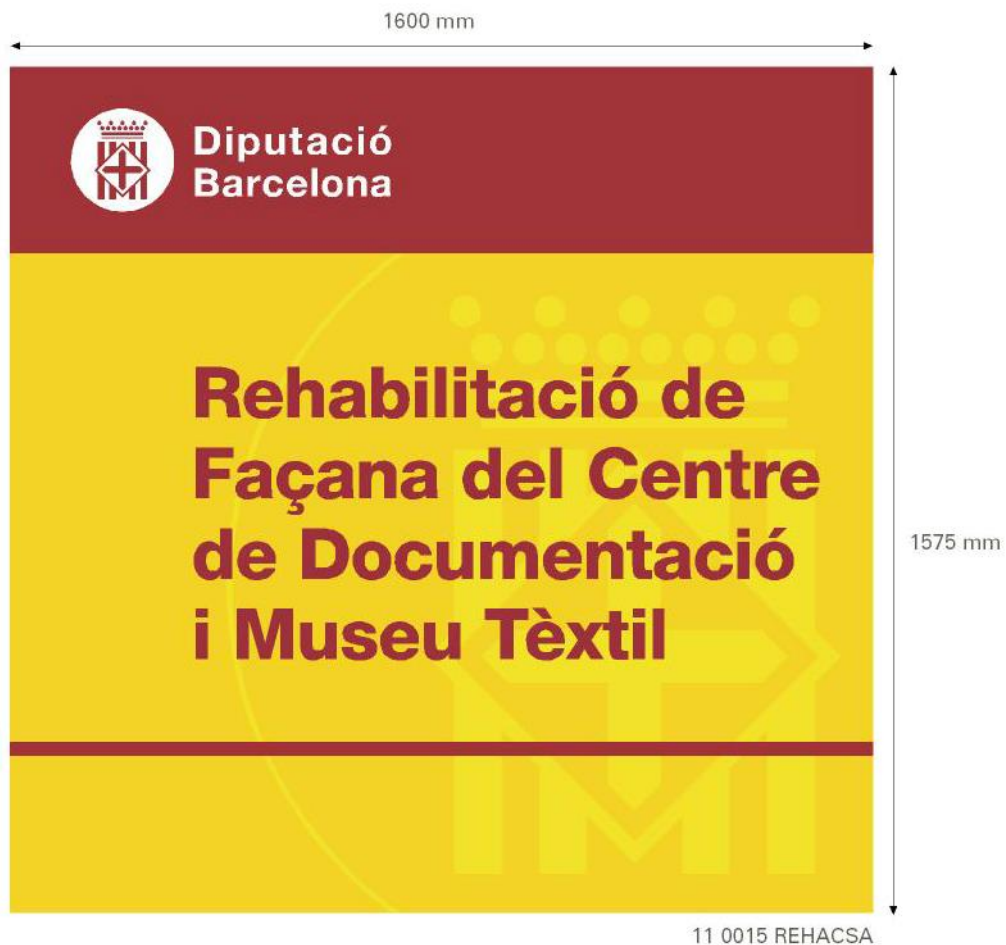 1600 mm
Diputació
Barcelona
Rehabilitació de
Façana del Centre
de Documentació
i Museu Tèxtil
1575 mm
11 0015 REHACSA